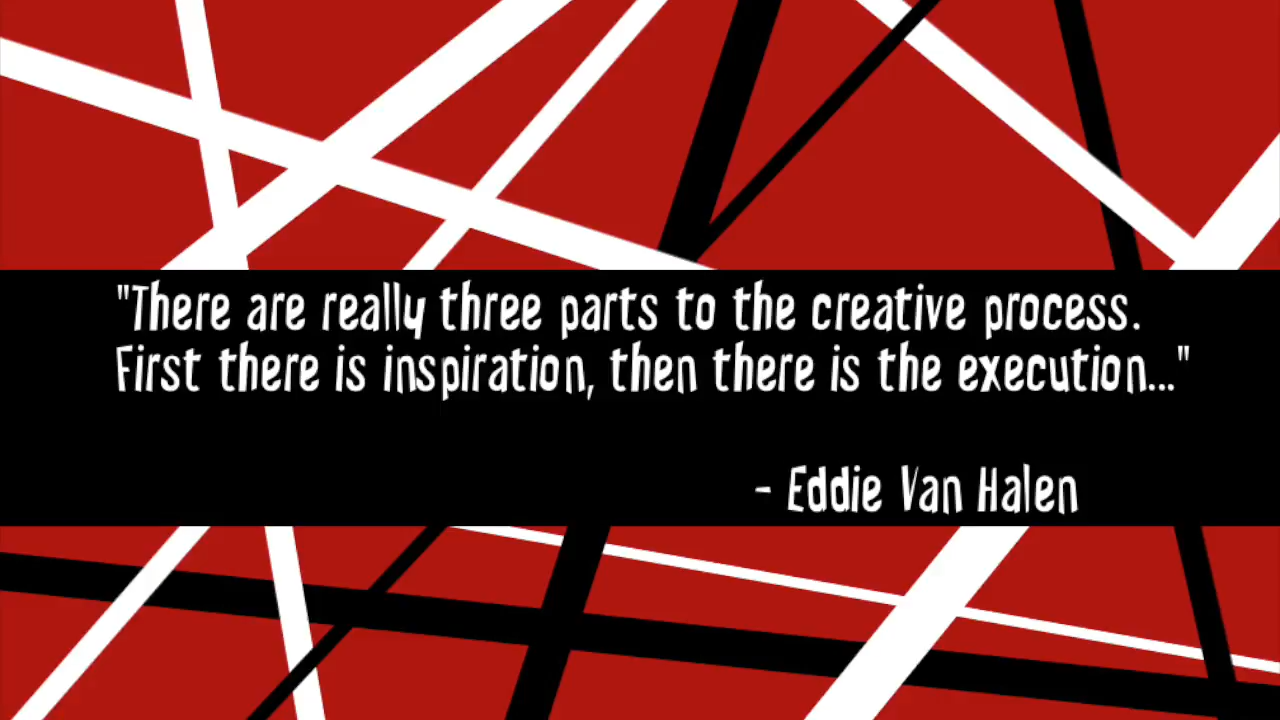 "There are really three parts to the creative process.
First there is inspiration, then there is the execution..."
- Eddie Van Halen